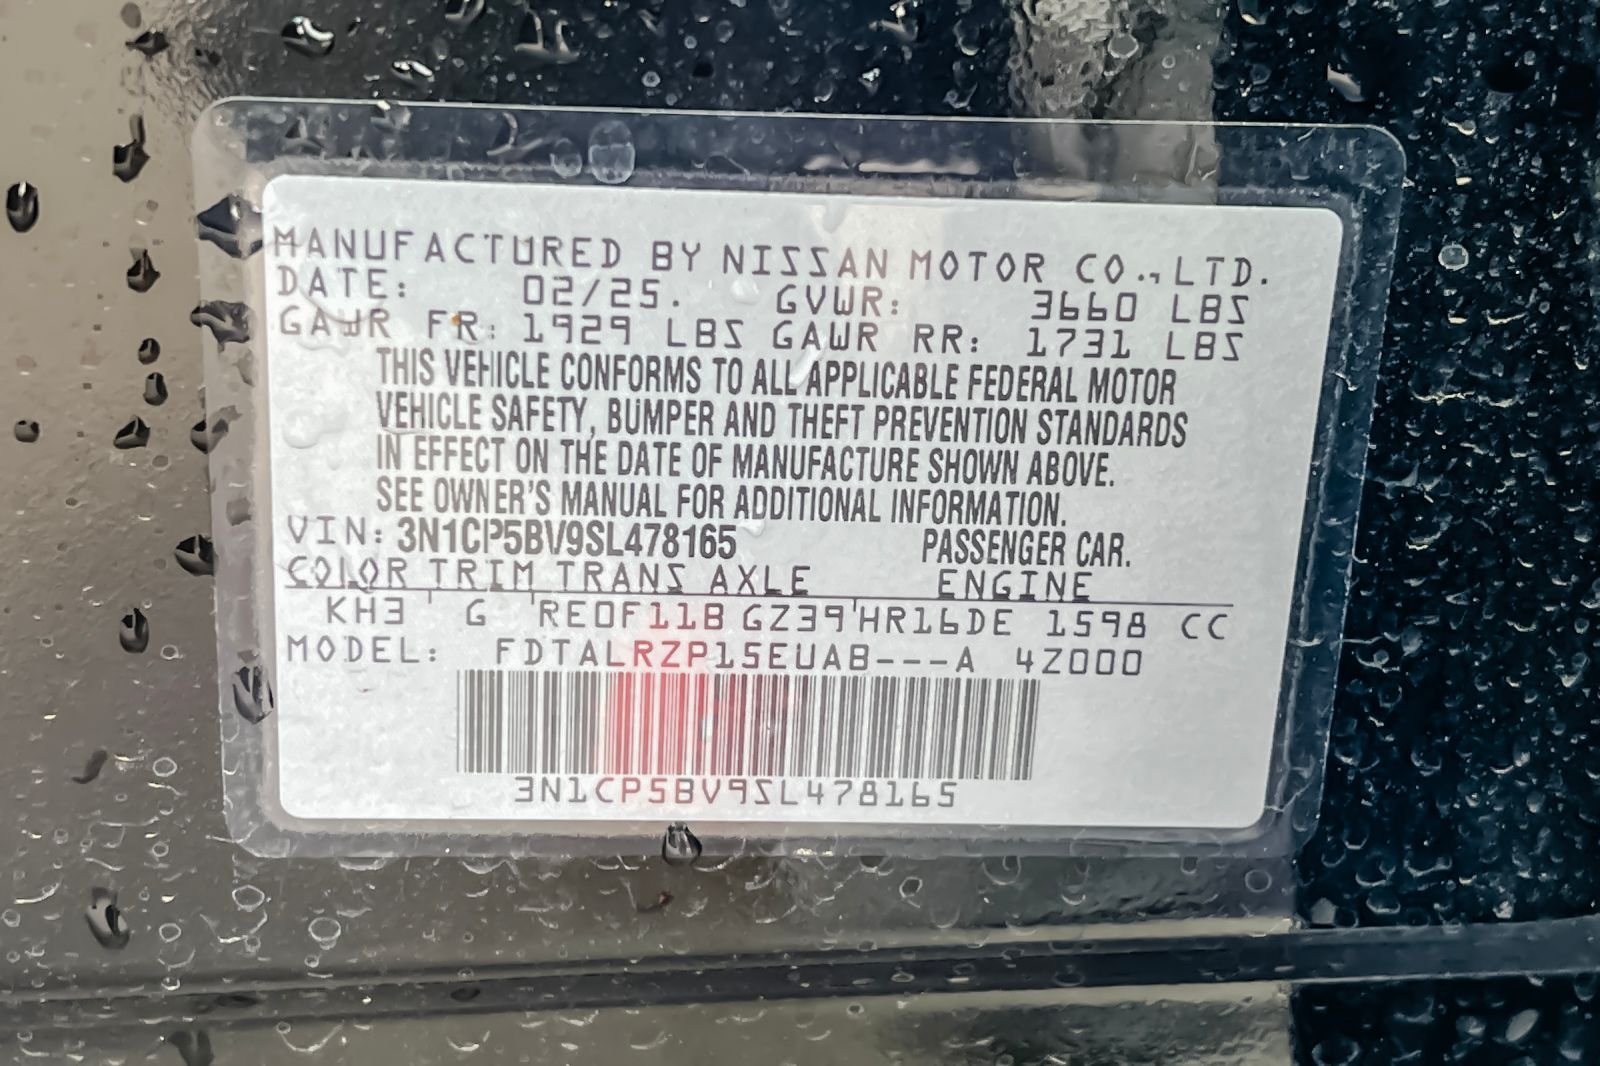 MANUFACTURED BY NISSAN MOTOR CO., LTD.
DATE: 02/25. GVWR: 3660 LBS
GAWR FR: 1929 LBS GAWR RR: 1731 LBS
THIS VEHICLE CONFORMS TO ALL APPLICABLE FEDERAL MOTOR
VEHICLE SAFETY, BUMPER AND THEFT PREVENTION STANDARDS
IN EFFECT ON THE DATE OF MANUFACTURE SHOWN ABOVE.
SEE OWNER'S MANUAL FOR ADDITIONAL INFORMATION.
VIN: 3N1CP5BV9SL478165 PASSENGER CAR.
COLOR TRIM TRANS AXLE ENGINE
KH3 G RE0F11B GZ39 HR16DE 1598 CC
MODEL: FDTALRZP15EUAB---A 4Z000
3N1CP5BV9SL478165